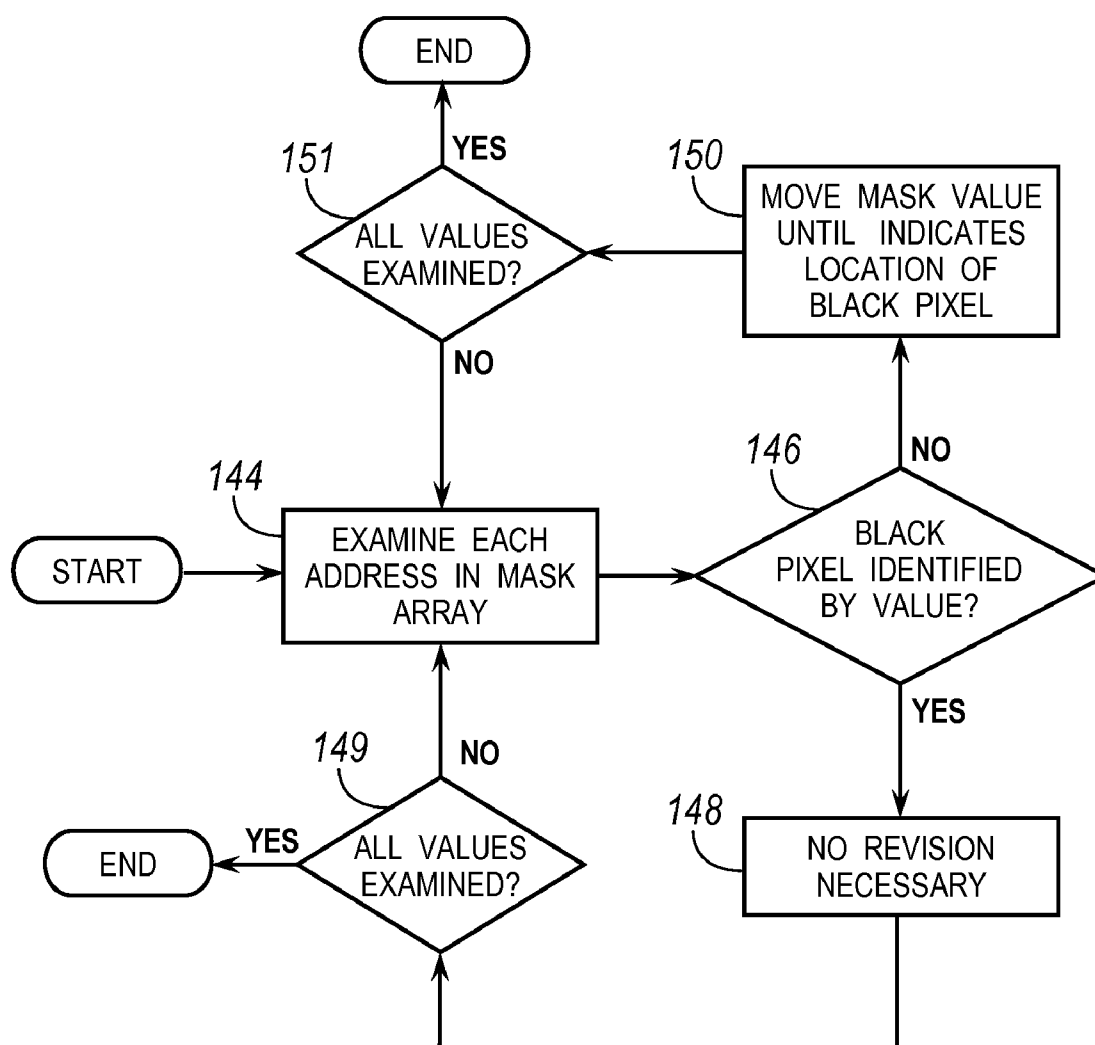 END
YES
151
ALL VALUES
EXAMINED?
NO
150
MOVE MASK VALUE
UNTIL INDICATES
LOCATION OF
BLACK PIXEL
START
144
EXAMINE EACH
ADDRESS IN MASK
ARRAY
146
NO
BLACK
PIXEL IDENTIFIED
BY VALUE?
YES
149
NO
ALL VALUES
EXAMINED?
YES
END
148
NO REVISION
NECESSARY